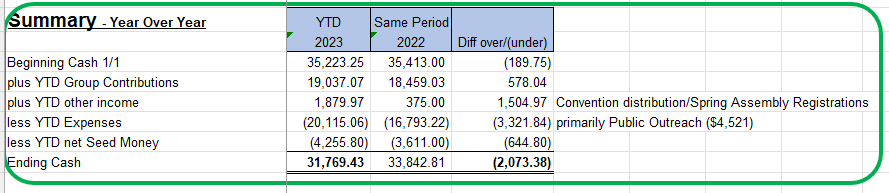 Summary - Year Over Year
YTD Same Period
2023 2022 Diff over/(under)
Beginning Cash 1/1 35,223.25 35,413.00 (189.75)
plus YTD Group Contributions 19,037.07 18,459.03 578.04
plus YTD other income 1,879.97 375.00 1,504.97 Convention distribution/Spring Assembly Registrations
less YTD Expenses (20,115.06) (16,793.22) (3,321.84) primarily Public Outreach ($4,521)
less YTD net Seed Money (4,255.80) (3,611.00) (644.80)
Ending Cash 31,769.43 33,842.81 (2,073.38)